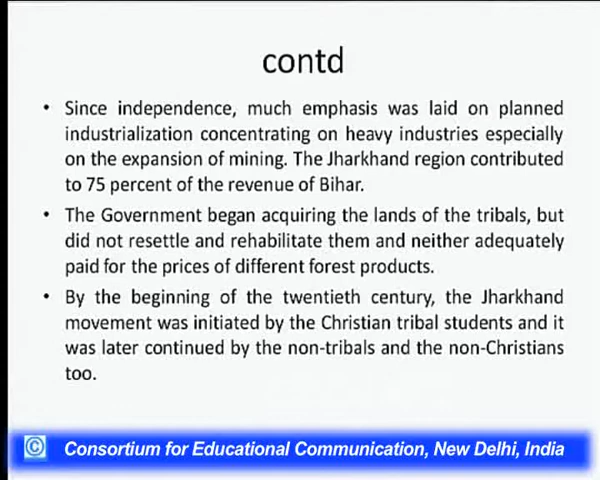 contd
• Since independence, much emphasis was laid on planned
industrialization concentrating on heavy industries especially
on the expansion of mining. The Jharkhand region contributed
to 75 percent of the revenue of Bihar.
• The Government began acquiring the lands of the tribals, but
did not resettle and rehabilitate them and neither adequately
paid for the prices of different forest products.
• By the beginning of the twentieth century, the Jharkhand
movement was initiated by the Christian tribal students and it
was later continued by the non-tribals and the non-Christians
too.
© Consortium for Educational Communication, New Delhi, India